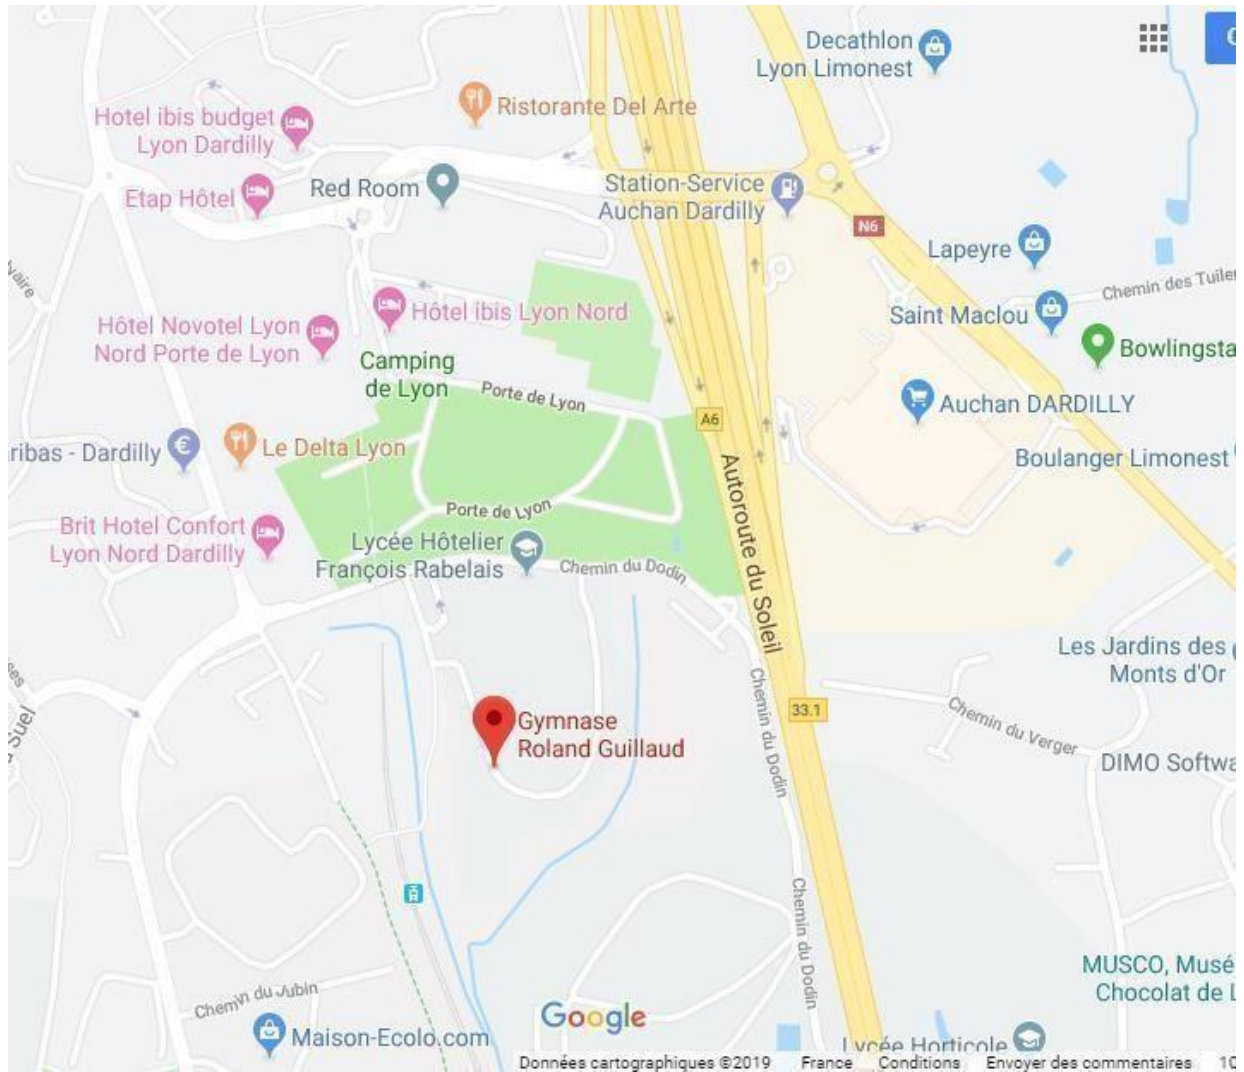 Decathlon
Lyon Limonest
Hotel ibis budget
Lyon Dardilly
Ristorante Del Arte
Etap Hôtel
Red Room
Station-Service
Auchan Dardilly
N6
Lapeyre
Chemin des Tuiler
Saint Maclou
Hôtel ibis Lyon Nord
Hôtel Novotel Lyon
Nord Porte de Lyon
Bowlingsta
Camping
de Lyon
Porte de Lyon
Auchan DARDILLY
A6
ribas - Dardilly
Le Delta Lyon
Boulanger Limonest
Autoroute du Soleil
Porte de Lyon
Brit Hotel Confort
Lyon Nord Dardilly
Lycée Hôtelier
François Rabelais
Chemin du Dodin
Les Jardins des
Monts d'Or
Suel
Chemin du Dodin
33.1
Chemin du Verger
Gymnase
Roland Guillaud
DIMO Softwa
Chemin du Dodin
MUSCO, Musé
Chocolat de L
Chemin du Jubin
Google
Maison-Ecolo.com
Lycée Horticole
Données cartographiques ©2019 France Conditions Envoyer des commentaires 10